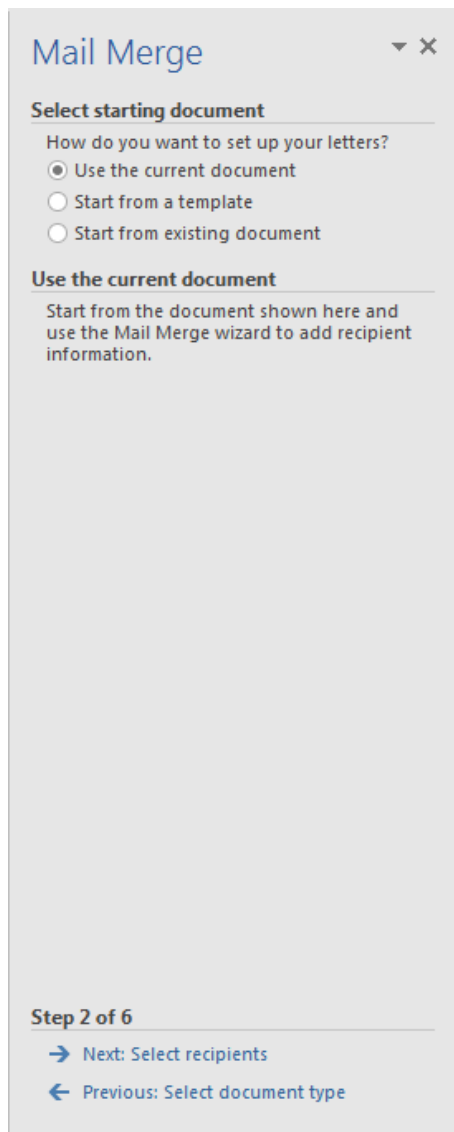 Mail Merge
Select starting document
How do you want to set up your letters?
Use the current document
Start from a template
Start from existing document
Use the current document
Start from the document shown here and
use the Mail Merge wizard to add recipient
information.
Step 2 of 6
Next: Select recipients
Previous: Select document type